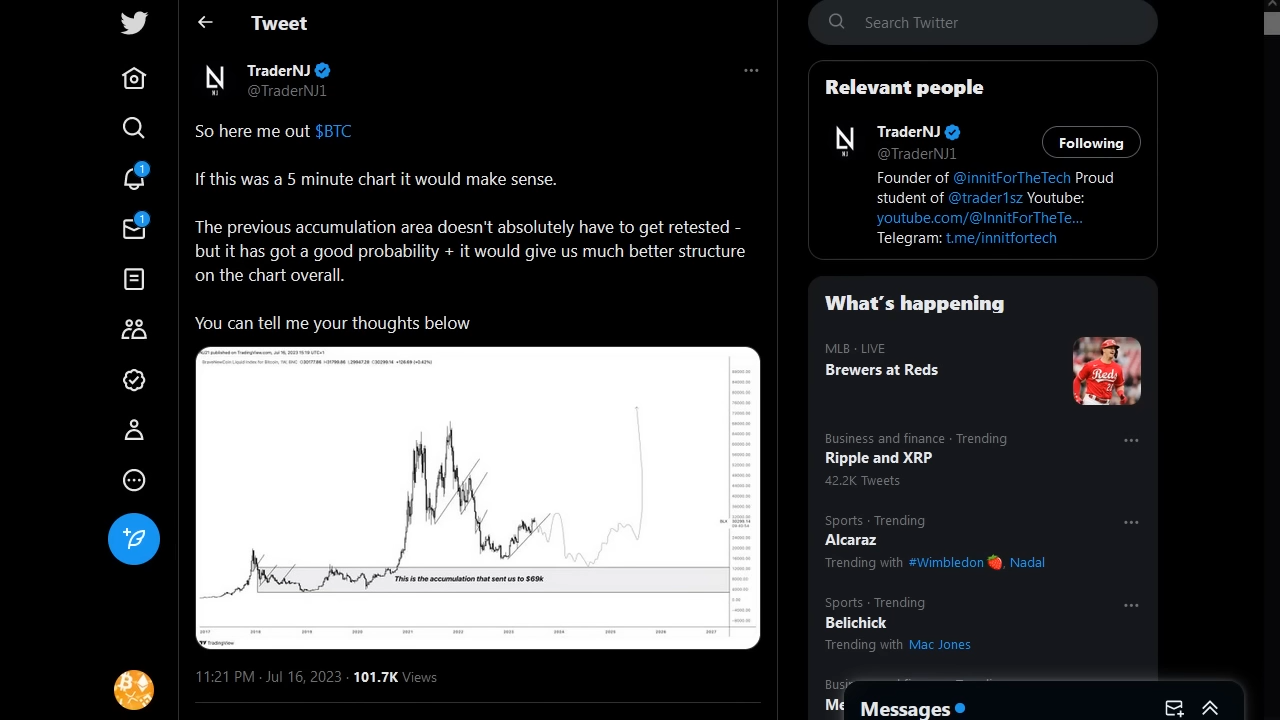 Tweet
Search Twitter
TraderNJ
@TraderNJ1
So here me out $BTC
If this was a 5 minute chart it would make sense.
The previous accumulation area doesn't absolutely have to get retested -
but it has got a good probability + it would give us much better structure
on the chart overall.
You can tell me your thoughts below
This is the accumulation that sent us to $69k
2017 2018 2019 2020 2021 2022 2023 2024 2025 2026 2027
TradingView
11:21 PM · Jul 16, 2023 · 101.7K Views
1
1
Relevant people
TraderNJ
@TraderNJ1
Following
Founder of @innitForTheTech Proud
student of @trader1sz Youtube:
youtube.com/@InnitForTheTe...
Telegram: t.me/innitfortech
What's happening
MLB · LIVE
Brewers at Reds
Reds
Business and finance · Trending
Ripple and XRP
42.2K Tweets
Sports · Trending
Alcaraz
Trending with #Wimbledon 🍓, Nadal
Sports · Trending
Belichick
Trending with Mac Jones
Messages